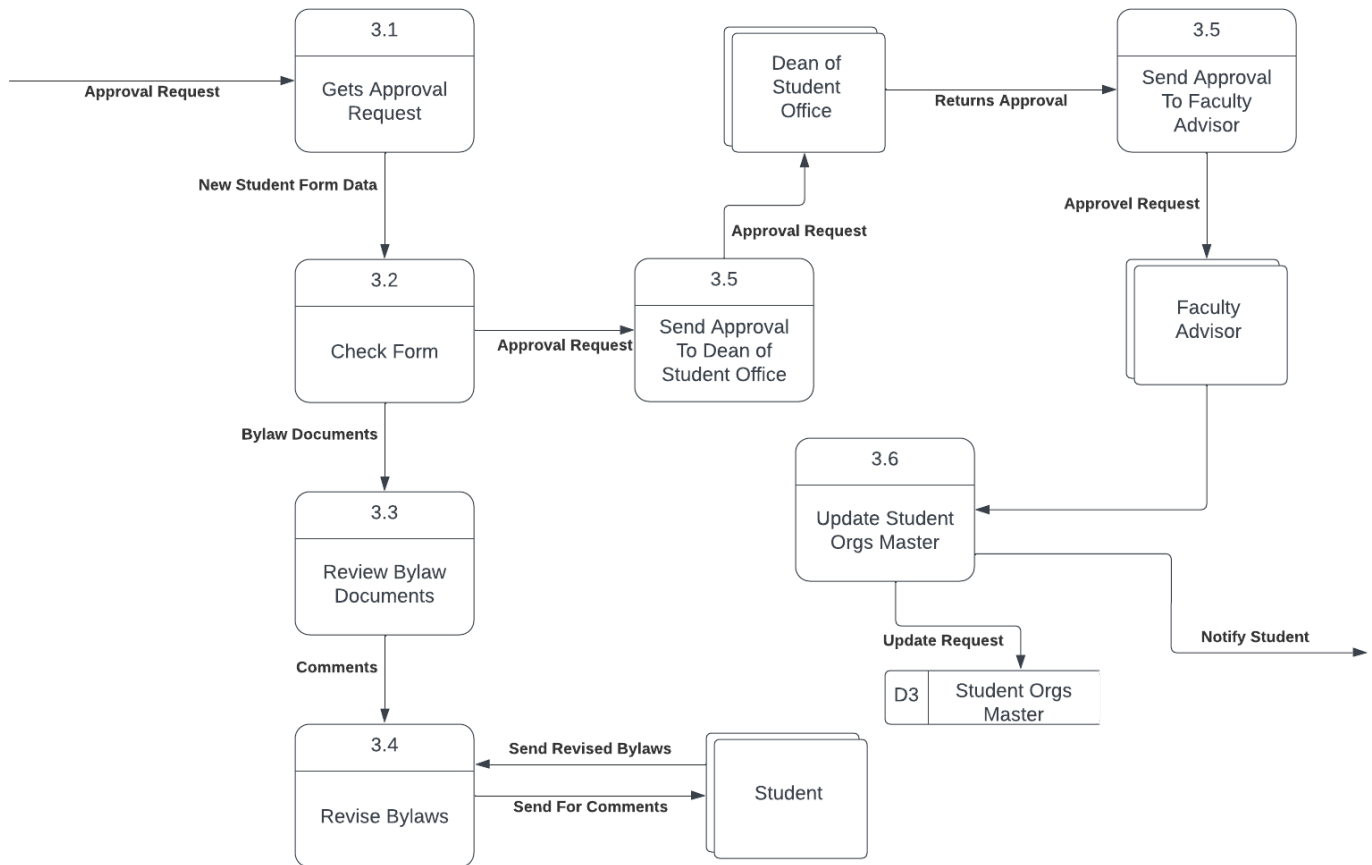 3.1
Gets Approval
Request
Approval Request
New Student Form Data
3.2
Check Form
Approval Request
3.5
Send Approval
To Dean of
Student Office
Approval Request
Dean of
Student
Office
Returns Approval
3.5
Send Approval
To Faculty
Advisor
Approvel Request
Faculty
Advisor
Bylaw Documents
3.3
Review Bylaw
Documents
Comments
3.4
Revise Bylaws
Send Revised Bylaws
Send For Comments
Student
3.6
Update Student
Orgs Master
Update Request
D3
Student Orgs
Master
Notify Student